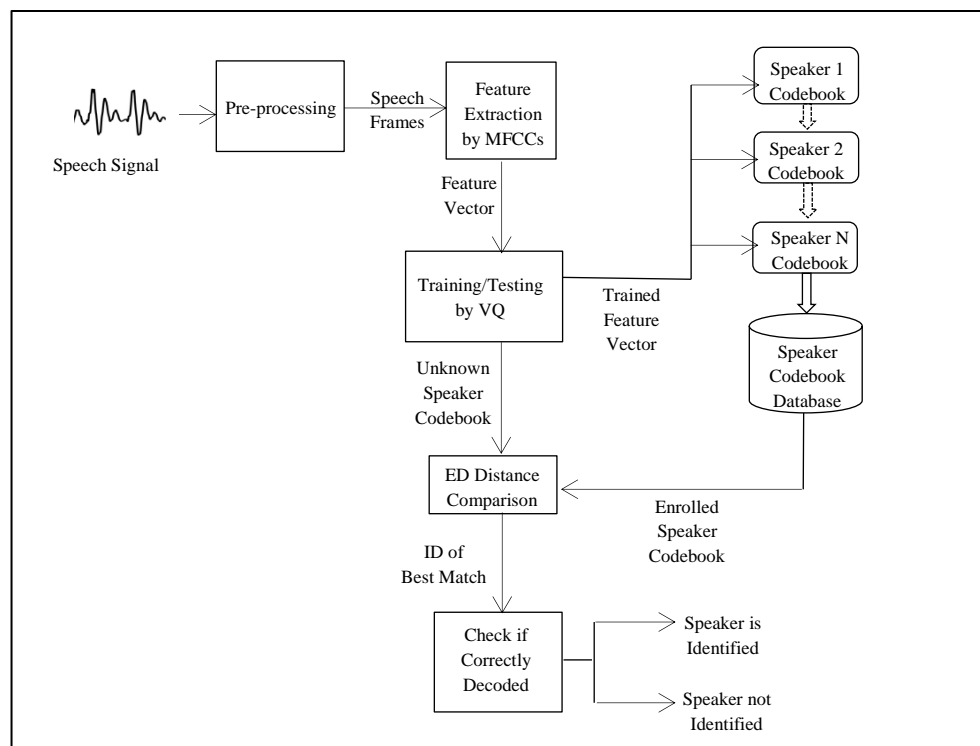 Speech Signal
Pre-processing
Speech
Frames
Feature
Extraction
by MFCCs
Feature
Vector
Training/Testing
by VQ
Trained
Feature
Vector
Speaker 1
Codebook
Speaker 2
Codebook
Speaker N
Codebook
Speaker
Codebook
Database
Unknown
Speaker
Codebook
ED Distance
Comparison
Enrolled
Speaker
Codebook
ID of
Best Match
Check if
Correctly
Decoded
Speaker is
Identified
Speaker not
Identified